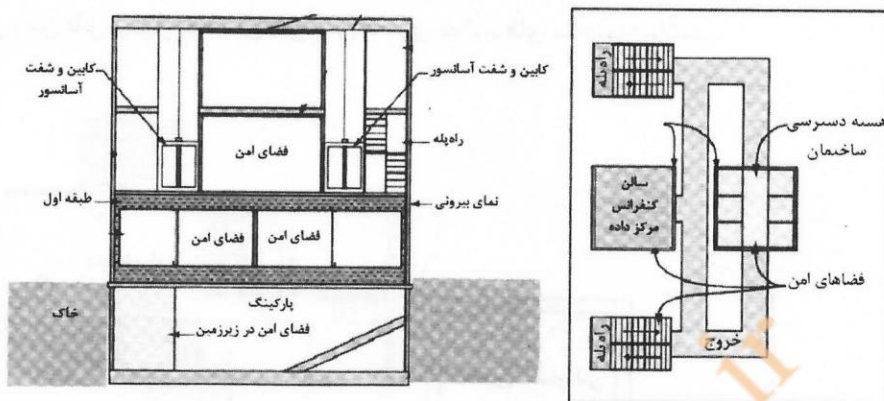 کابین و شفت
آسانسور
کابین و شفت آسانسور
فضای امن
راه‌پله
طبقه اول
نمای بیرونی
فضای امن
فضای امن
خاک
پارکینگ
فضای امن در زیرزمین
راه‌پله
هسته دسترسی
ساختمان
سالن
کنفرانس
مرکز داده
فضاهای امن
راه‌پله
خروج
ir